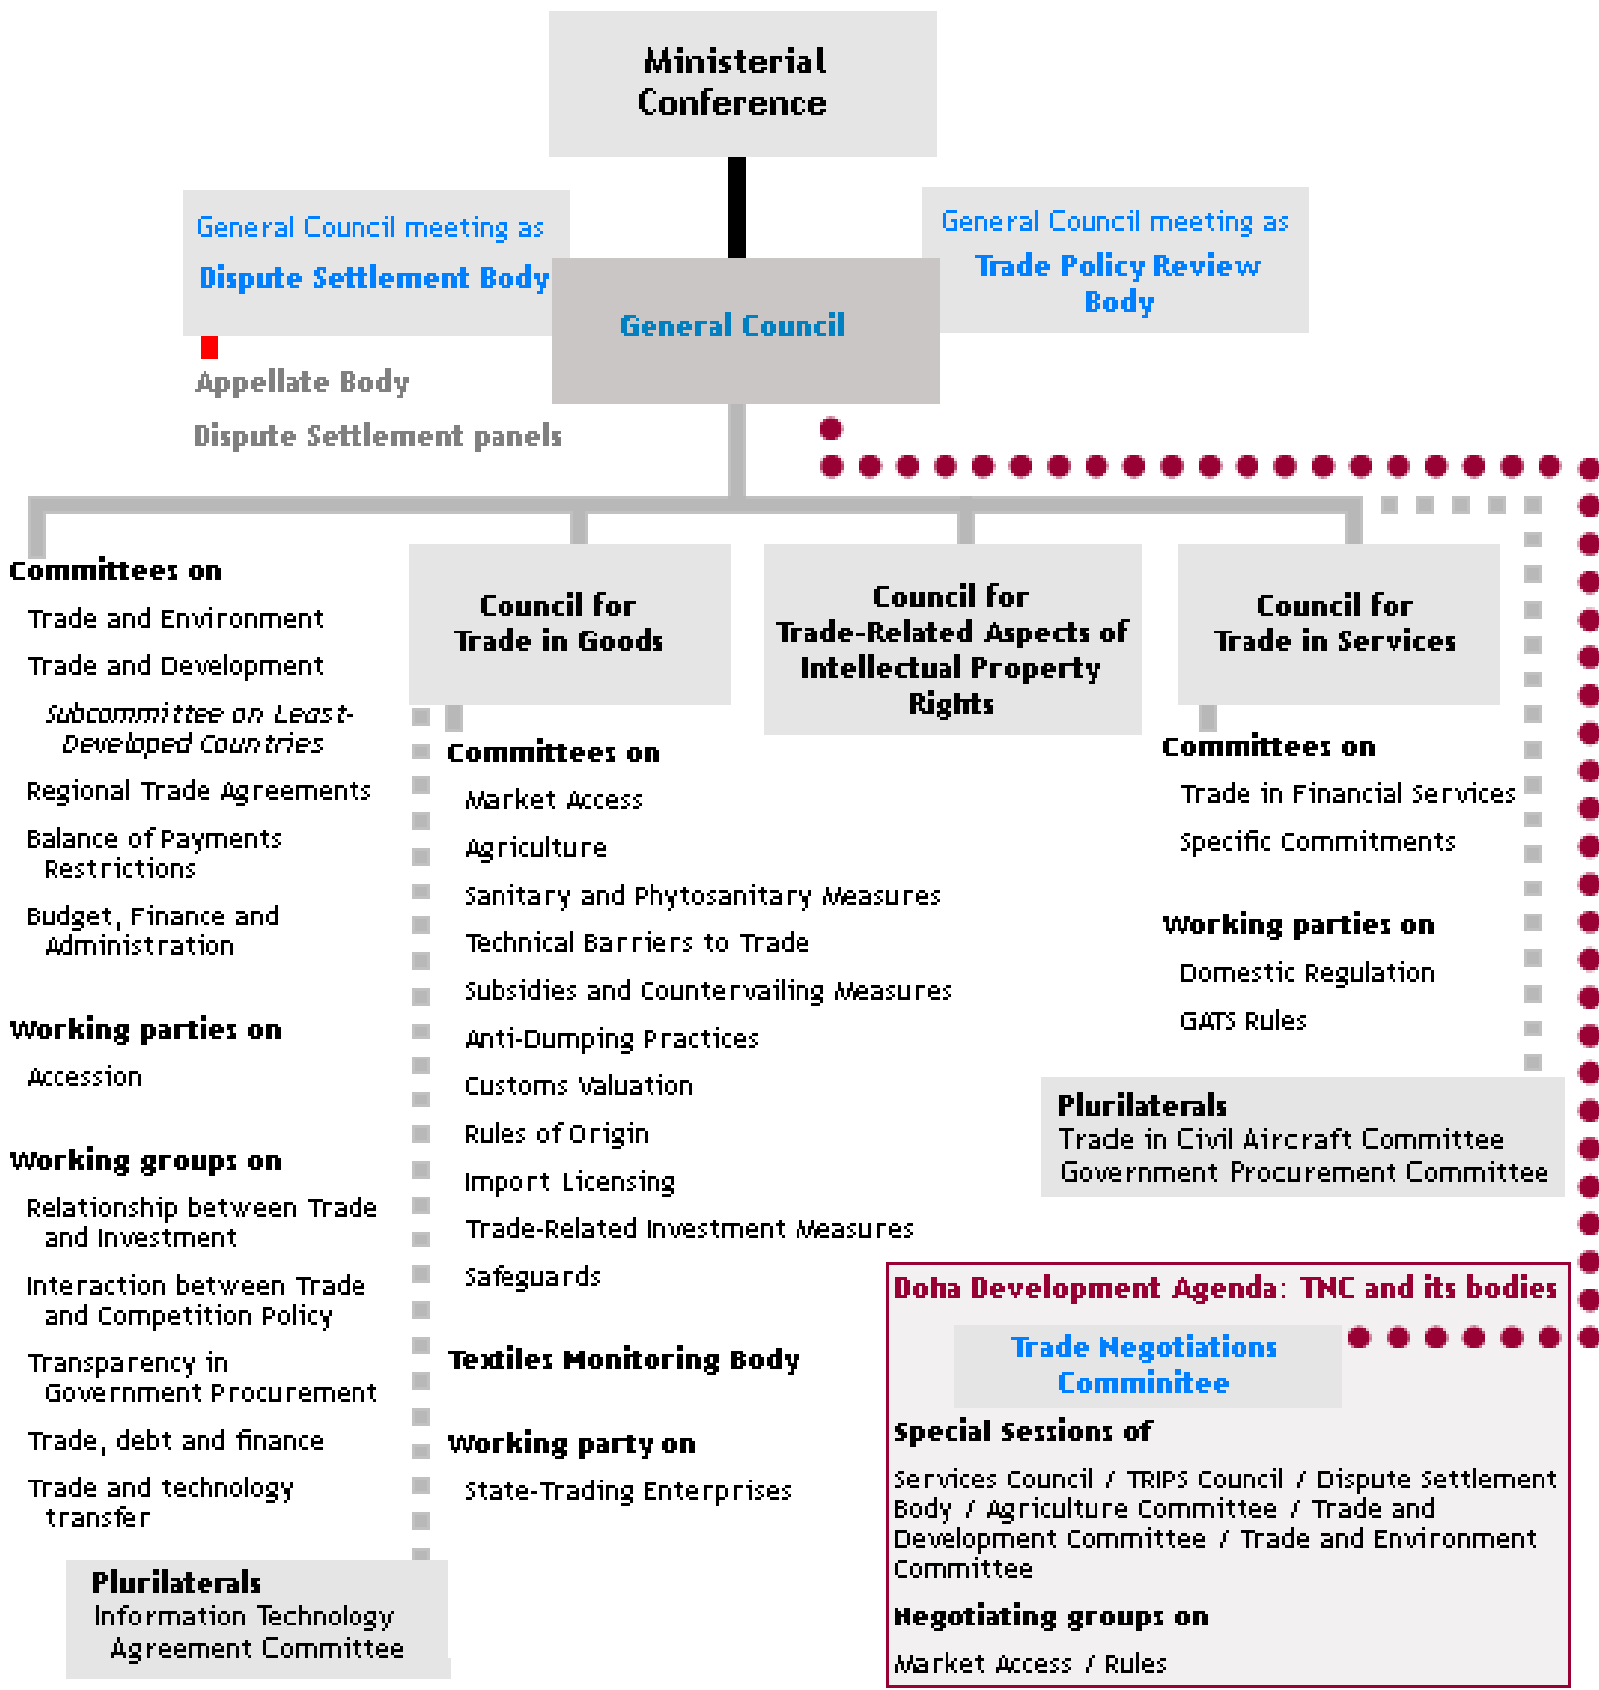 Ministerial
Conference
General Council meeting as
Dispute Settlement Body
General Council meeting as
Trade Policy Review
Body
General Council
Appellate Body
Dispute Settlement panels
Committees on
Trade and Environment
Trade and Development
Subcommittee on Least-
Developed Countries
Regional Trade Agreements
Balance of Payments
Restrictions
Budget, Finance and
Administration
Working parties on
Accession
Working groups on
Relationship between Trade
and Investment
Interaction between Trade
and Competition Policy
Transparency in
Government Procurement
Trade, debt and finance
Trade and technology
transfer
Plurilaterals
Information Technology
Agreement Committee
Council for
Trade in Goods
Committees on
Market Access
Agriculture
Sanitary and Phytosanitary Measures
Technical Barriers to Trade
Subsidies and Countervailing Measures
Anti-Dumping Practices
Customs Valuation
Rules of Origin
Import Licensing
Trade-Related Investment Measures
Safeguards
Textiles Monitoring Body
Working party on
State-Trading Enterprises
Council for
Trade-Related Aspects of
Intellectual Property
Rights
Council for
Trade in Services
Committees on
Trade in Financial Services
Specific Commitments
Working parties on
Domestic Regulation
GATS Rules
Plurilaterals
Trade in Civil Aircraft Committee
Government Procurement Committee
Doha Development Agenda: TNC and its bodies
Trade Negotiations
Comminitee
Special Sessions of
Services Council / TRIPS Council / Dispute Settlement
Body / Agriculture Committee / Trade and
Development Committee / Trade and Environment
Committee
Negotiating groups on
Market Access / Rules